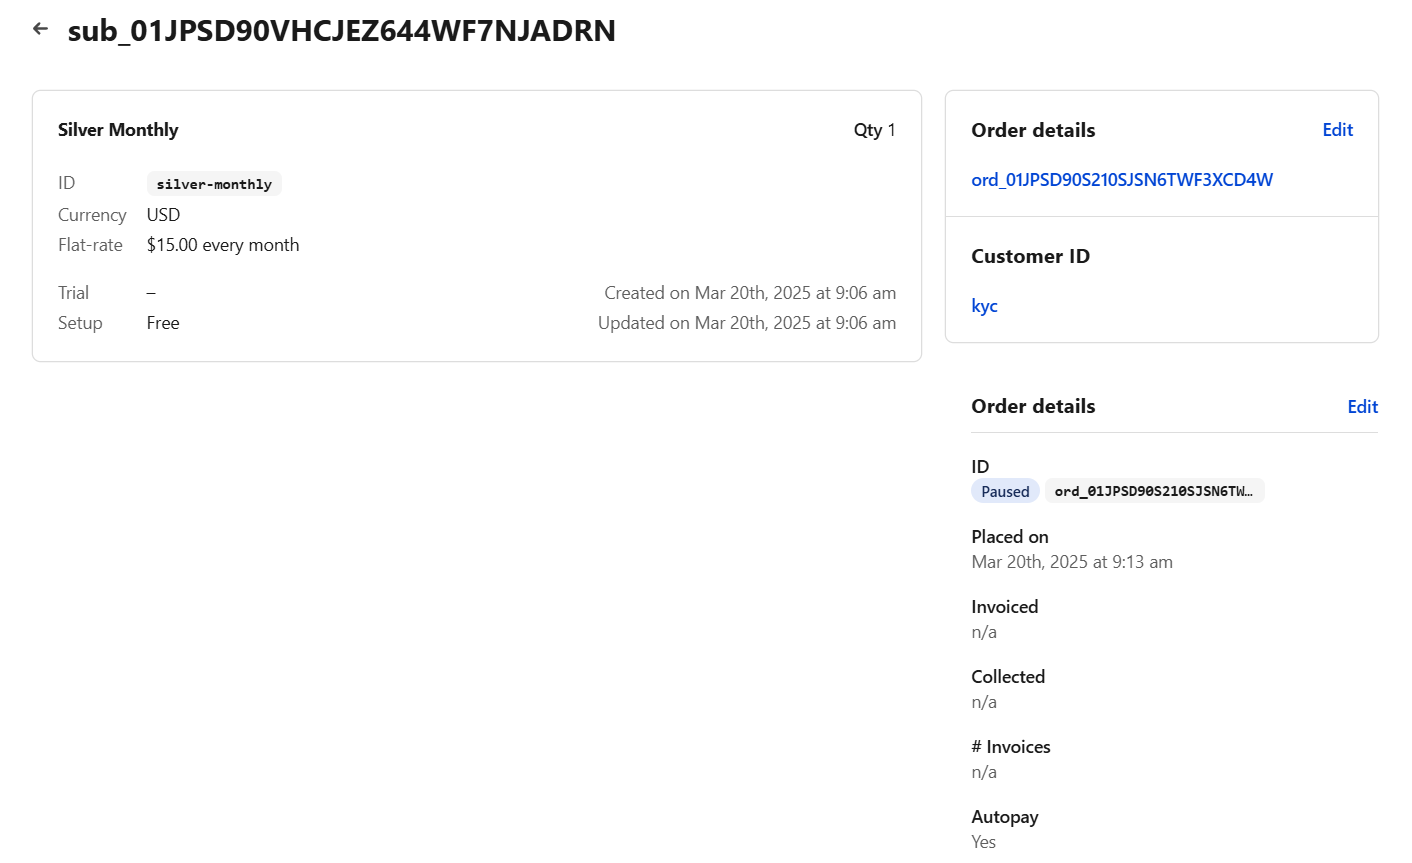 ← sub_01JPSD90VHCJEZ644WF7NJADRN
Silver Monthly
Qty 1
ID silver-monthly
Currency USD
Flat-rate $15.00 every month
Trial –
Created on Mar 20th, 2025 at 9:06 am
Setup Free
Updated on Mar 20th, 2025 at 9:06 am
Order details
Edit
ord_01JPSD90S210SJSN6TWF3XCD4W
Customer ID
kyc
Order details
Edit
ID
Paused ord_01JPSD90S210SJSN6TW…
Placed on
Mar 20th, 2025 at 9:13 am
Invoiced
n/a
Collected
n/a
# Invoices
n/a
Autopay
Yes